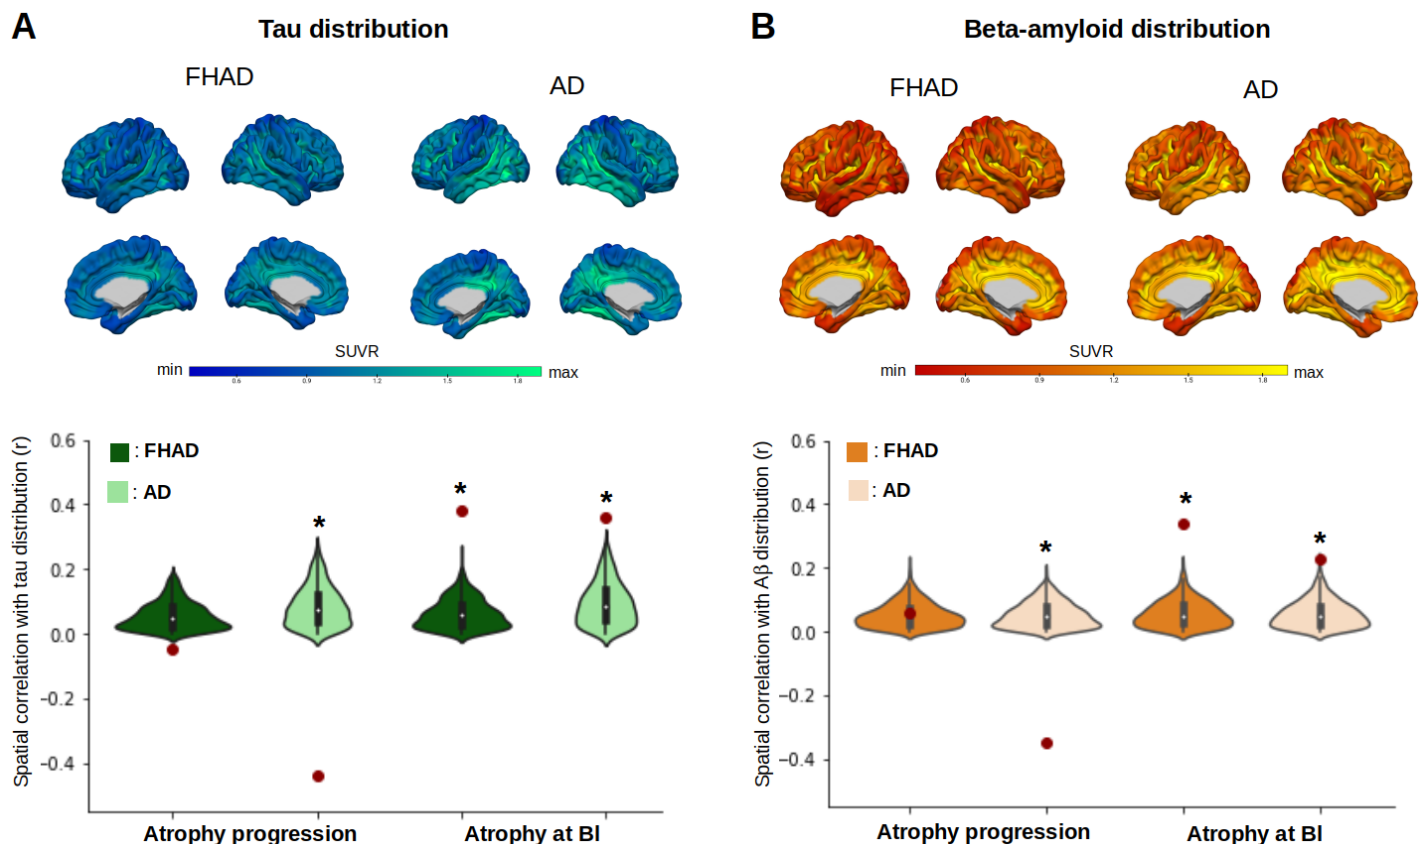 A
Tau distribution
FHAD
AD
SUVR
min
max
0.6 0.9 1.2 1.5 1.8
Spatial correlation with tau distribution (r)
0.6
0.4
0.2
0.0
−0.2
−0.4
: FHAD
: AD
*
*
*
Atrophy progression
Atrophy at Bl
B
Beta-amyloid distribution
FHAD
AD
SUVR
min
max
0.6 0.9 1.2 1.5 1.8
Spatial correlation with Aβ distribution (r)
0.6
0.4
0.2
0.0
−0.2
−0.4
: FHAD
: AD
*
*
*
Atrophy progression
Atrophy at Bl